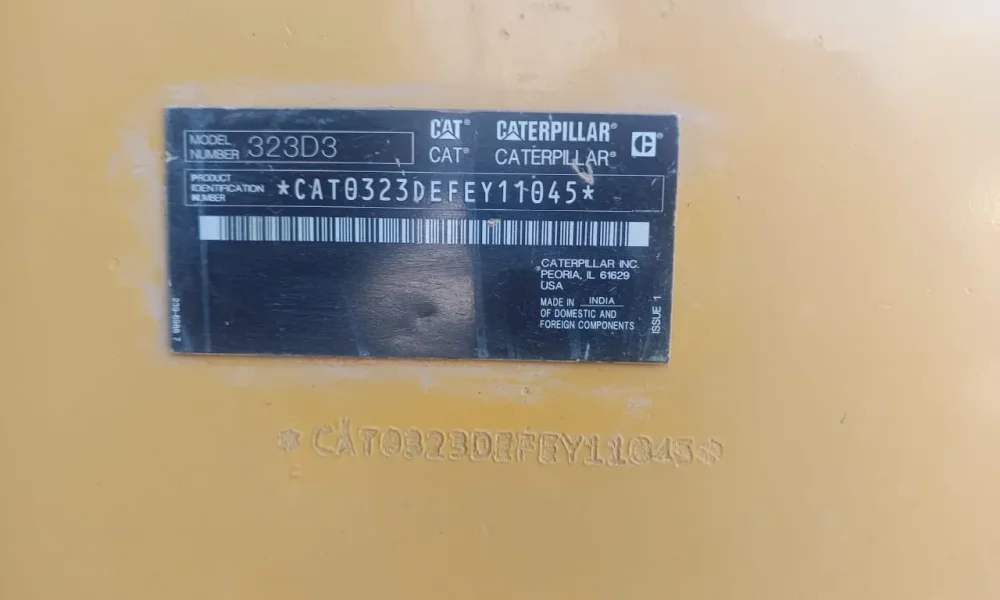 MODEL NUMBER 323D3
CAT® CATERPILLAR®
CAT® CATERPILLAR®
PRODUCT IDENTIFICATION NUMBER *CAT0323DEFEY11045*
CATERPILLAR INC.
PEORIA, IL 61629
USA
MADE IN INDIA
OF DOMESTIC AND
FOREIGN COMPONENTS
ISSUE 1
*CAT0323DEFEY11045*